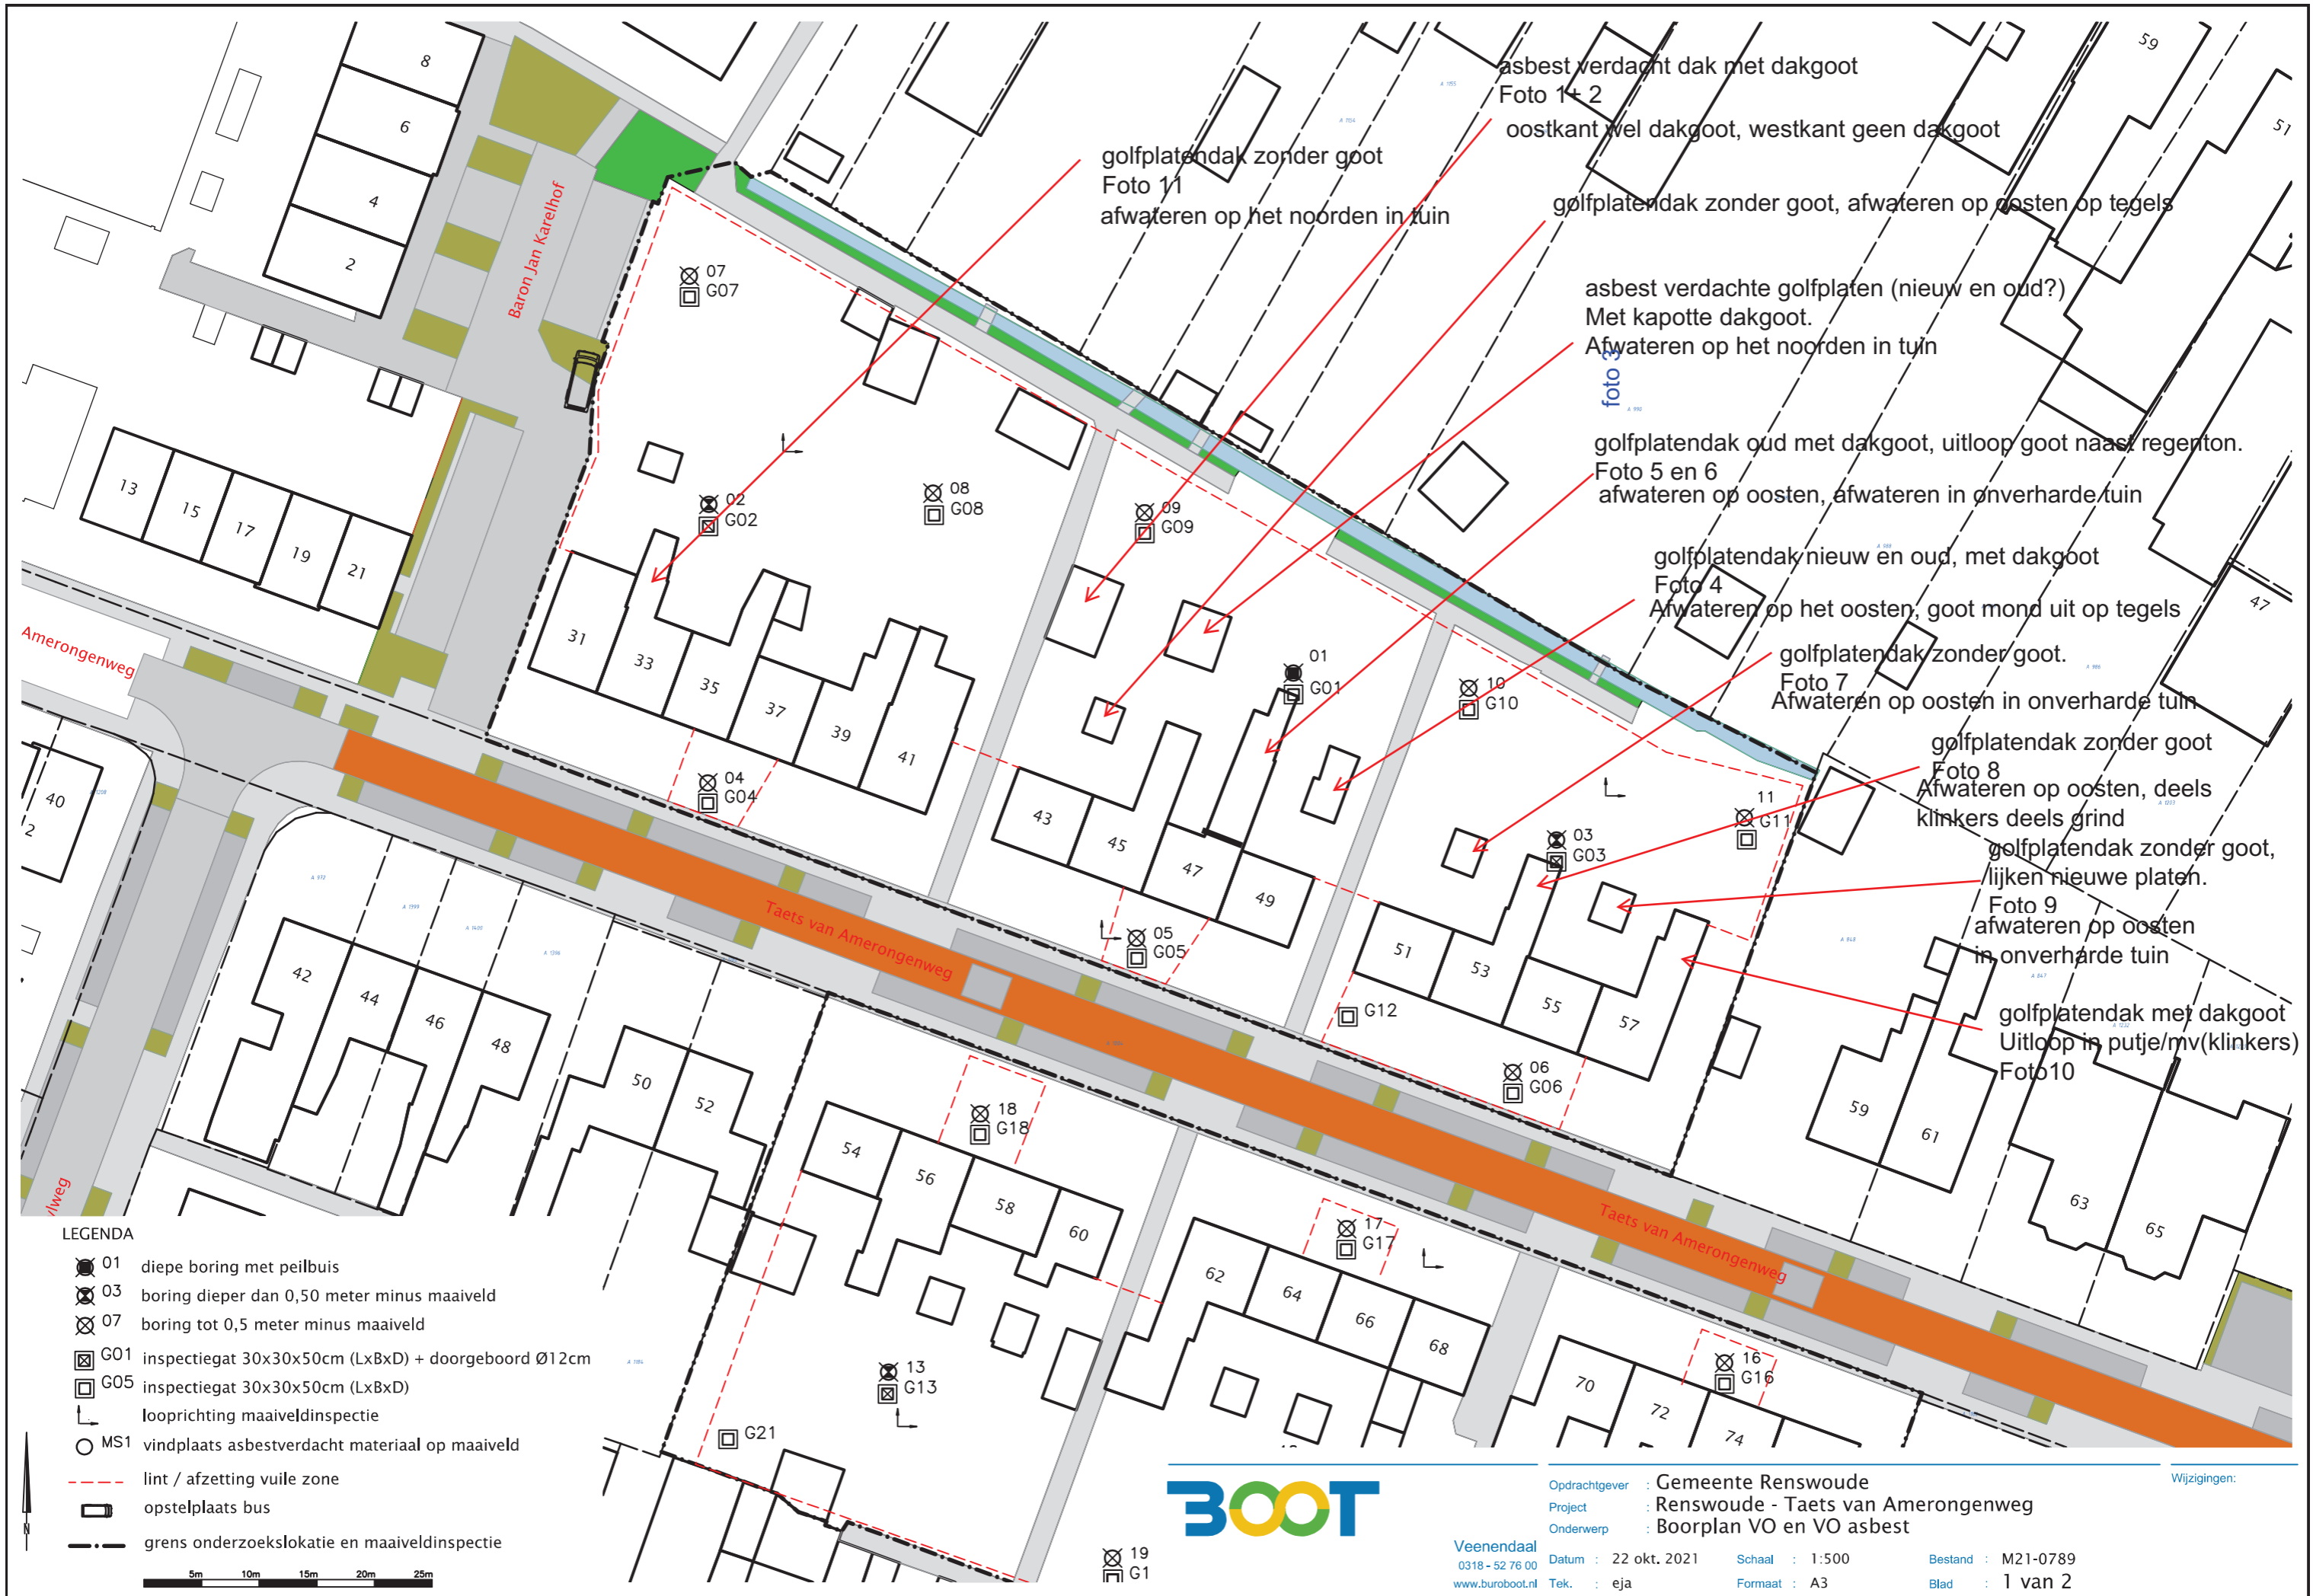 asbest verdacht dak met dakgoot
Foto 1+ 2
oostkant wel dakgoot, westkant geen dakgoot
golfplatendak zonder goot
Foto 11
afwateren op het noorden in tuin
golfplatendak zonder goot, afwateren op oosten op tegels
asbest verdachte golfplaten (nieuw en oud?)
Met kapotte dakgoot.
Afwateren op het noorden in tuin
foto 3
golfplatendak oud met dakgoot, uitloop goot naast regenton.
Foto 5 en 6
afwateren op oosten, afwateren in onverharde tuin
golfplatendak nieuw en oud, met dakgoot
Foto 4
Afwateren op het oosten, goot mond uit op tegels
golfplatendak zonder goot.
Foto 7
Afwateren op oosten in onverharde tuin
golfplatendak zonder goot
Foto 8
Afwateren op oosten, deels
klinkers deels grind
golfplatendak zonder goot,
lijken nieuwe platen.
Foto 9
afwateren op oosten
in onverharde tuin
golfplatendak met dakgoot
Uitloop in putje/mv(klinkers)
Foto10
8
6
4
2
Baron Jan Karelhof
59
51
47
07
G07
02
G02
08
G08
09
G09
01
G01
10
G10
11
G11
03
G03
04
G04
05
G05
G12
06
G06
13
15
17
19
21
31
33
35
37
39
41
43
45
47
49
51
53
55
57
59
61
63
65
Amerongenweg
Taets van Amerongenweg
Taets van Amerongenweg
ylweg
40
2
42
44
46
48
50
52
54
56
58
60
62
64
66
68
70
72
74
18
G18
17
G17
16
G16
13
G13
G21
19
G1
LEGENDA
01 diepe boring met peilbuis
03 boring dieper dan 0,50 meter minus maaiveld
07 boring tot 0,5 meter minus maaiveld
G01 inspectiegat 30x30x50cm (LxBxD) + doorgeboord Ø12cm
G05 inspectiegat 30x30x50cm (LxBxD)
looprichting maaiveldinspectie
MS1 vindplaats asbestverdacht materiaal op maaiveld
lint / afzetting vuile zone
opstelplaats bus
grens onderzoekslokatie en maaiveldinspectie
N
5m 10m 15m 20m 25m
BOOT
Veenendaal
0318 - 52 76 00
www.buroboot.nl
Opdrachtgever : Gemeente Renswoude
Project : Renswoude - Taets van Amerongenweg
Onderwerp : Boorplan VO en VO asbest
Datum : 22 okt. 2021 Schaal : 1:500 Bestand : M21-0789
Tek. : eja Formaat : A3 Blad : 1 van 2
Wijzigingen: